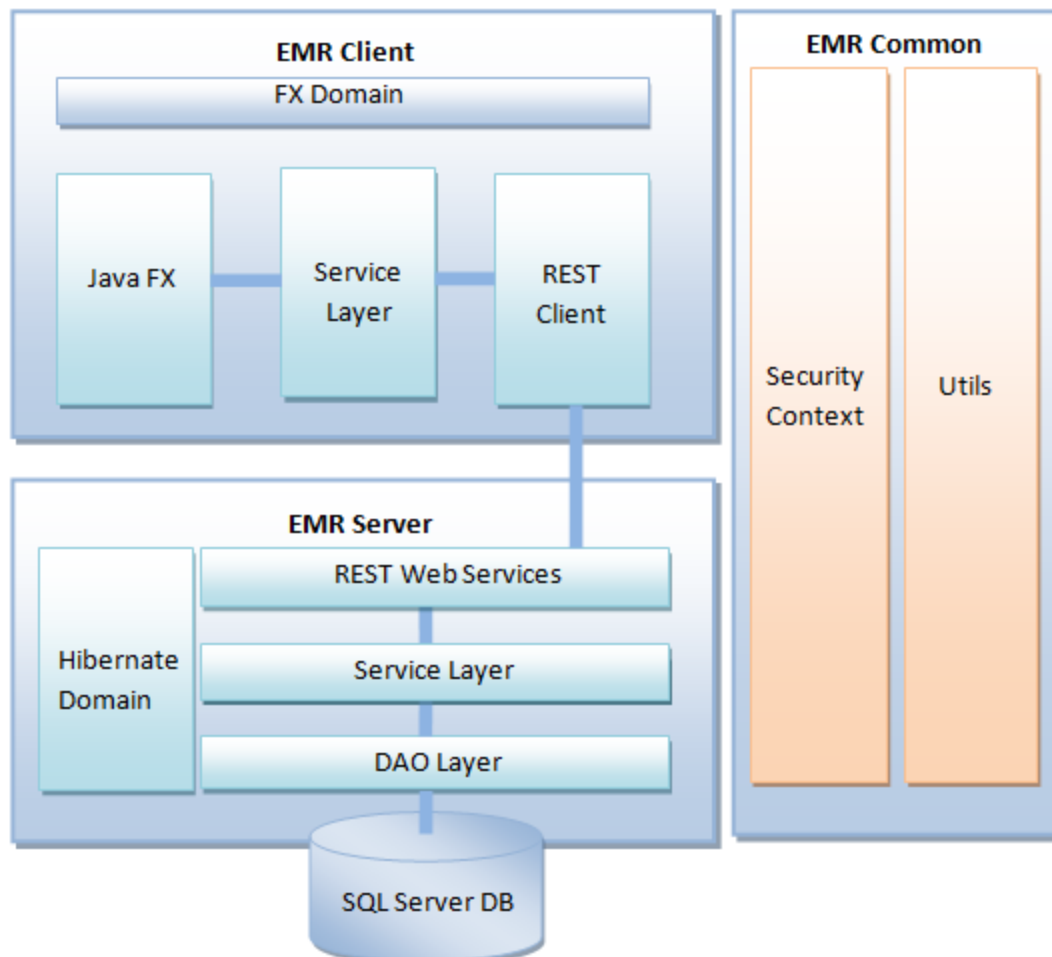 EMR Client
FX Domain
Java FX
Service
Layer
REST
Client
EMR Server
REST Web Services
Hibernate
Domain
Service Layer
DAO Layer
SQL Server DB
EMR Common
Security
Context
Utils